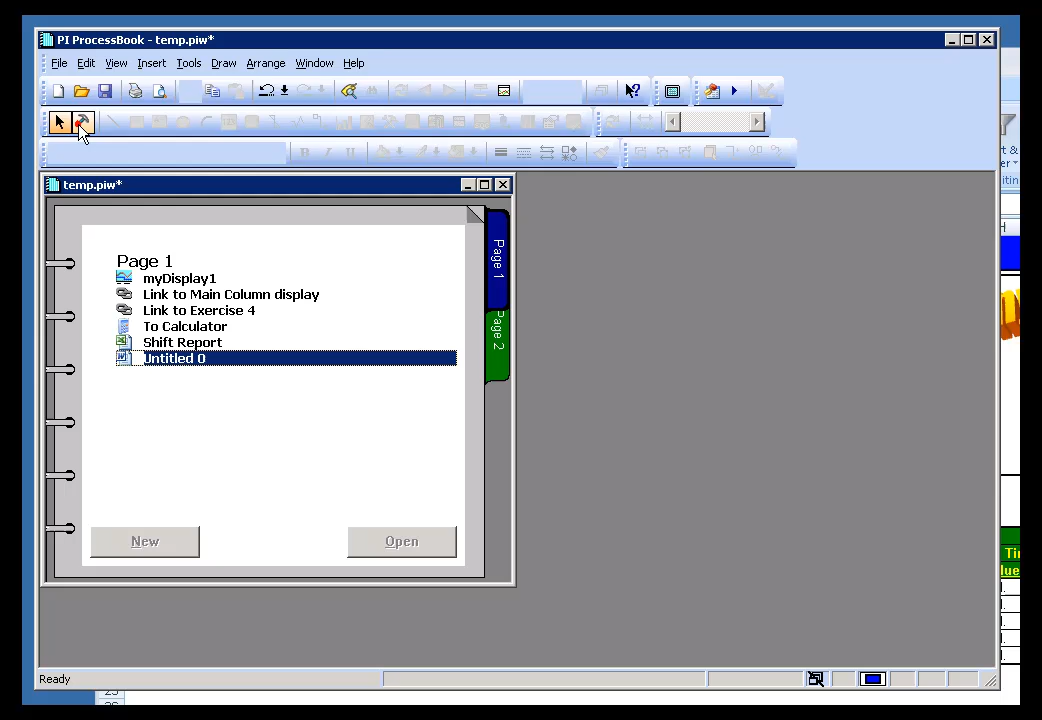 PI ProcessBook - temp.piw*
File Edit View Insert Tools Draw Arrange Window Help
temp.piw*
Page 1
myDisplay1
Link to Main Column display
Link to Exercise 4
To Calculator
Shift Report
Untitled 0
Page 1
Page 2
New Open
Ready